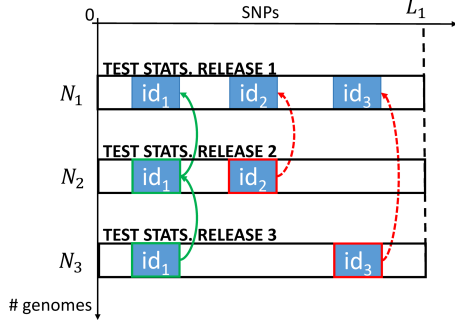 0 SNPs L₁
TEST STATS. RELEASE 1
N₁ id₁ id₂ id₃
TEST STATS. RELEASE 2
N₂ id₁ id₂
TEST STATS. RELEASE 3
N₃ id₁ id₃
# genomes